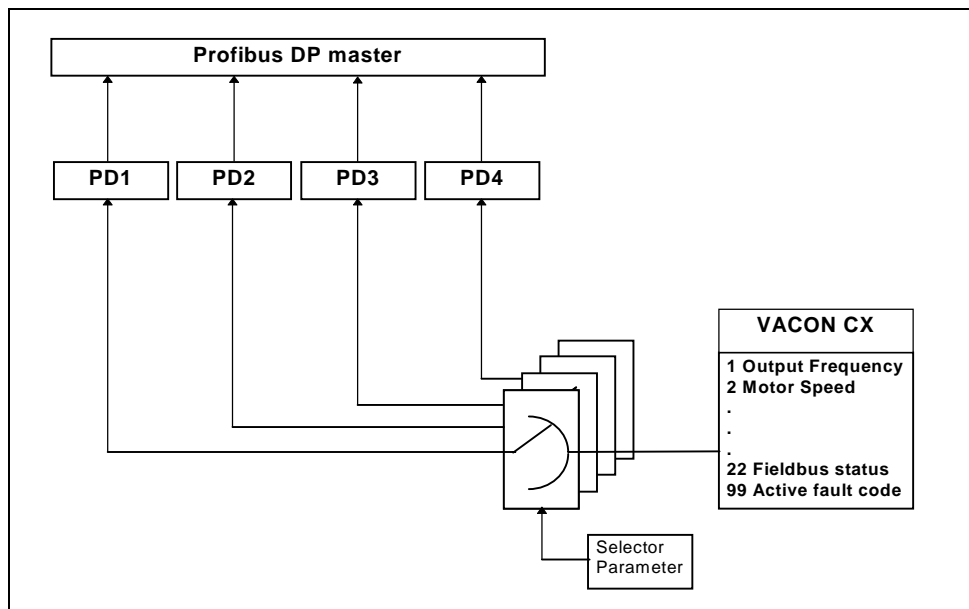 Profibus DP master
PD1 PD2 PD3 PD4
VACON CX
1 Output Frequency
2 Motor Speed
.
.
.
22 Fieldbus status
99 Active fault code
Selector
Parameter